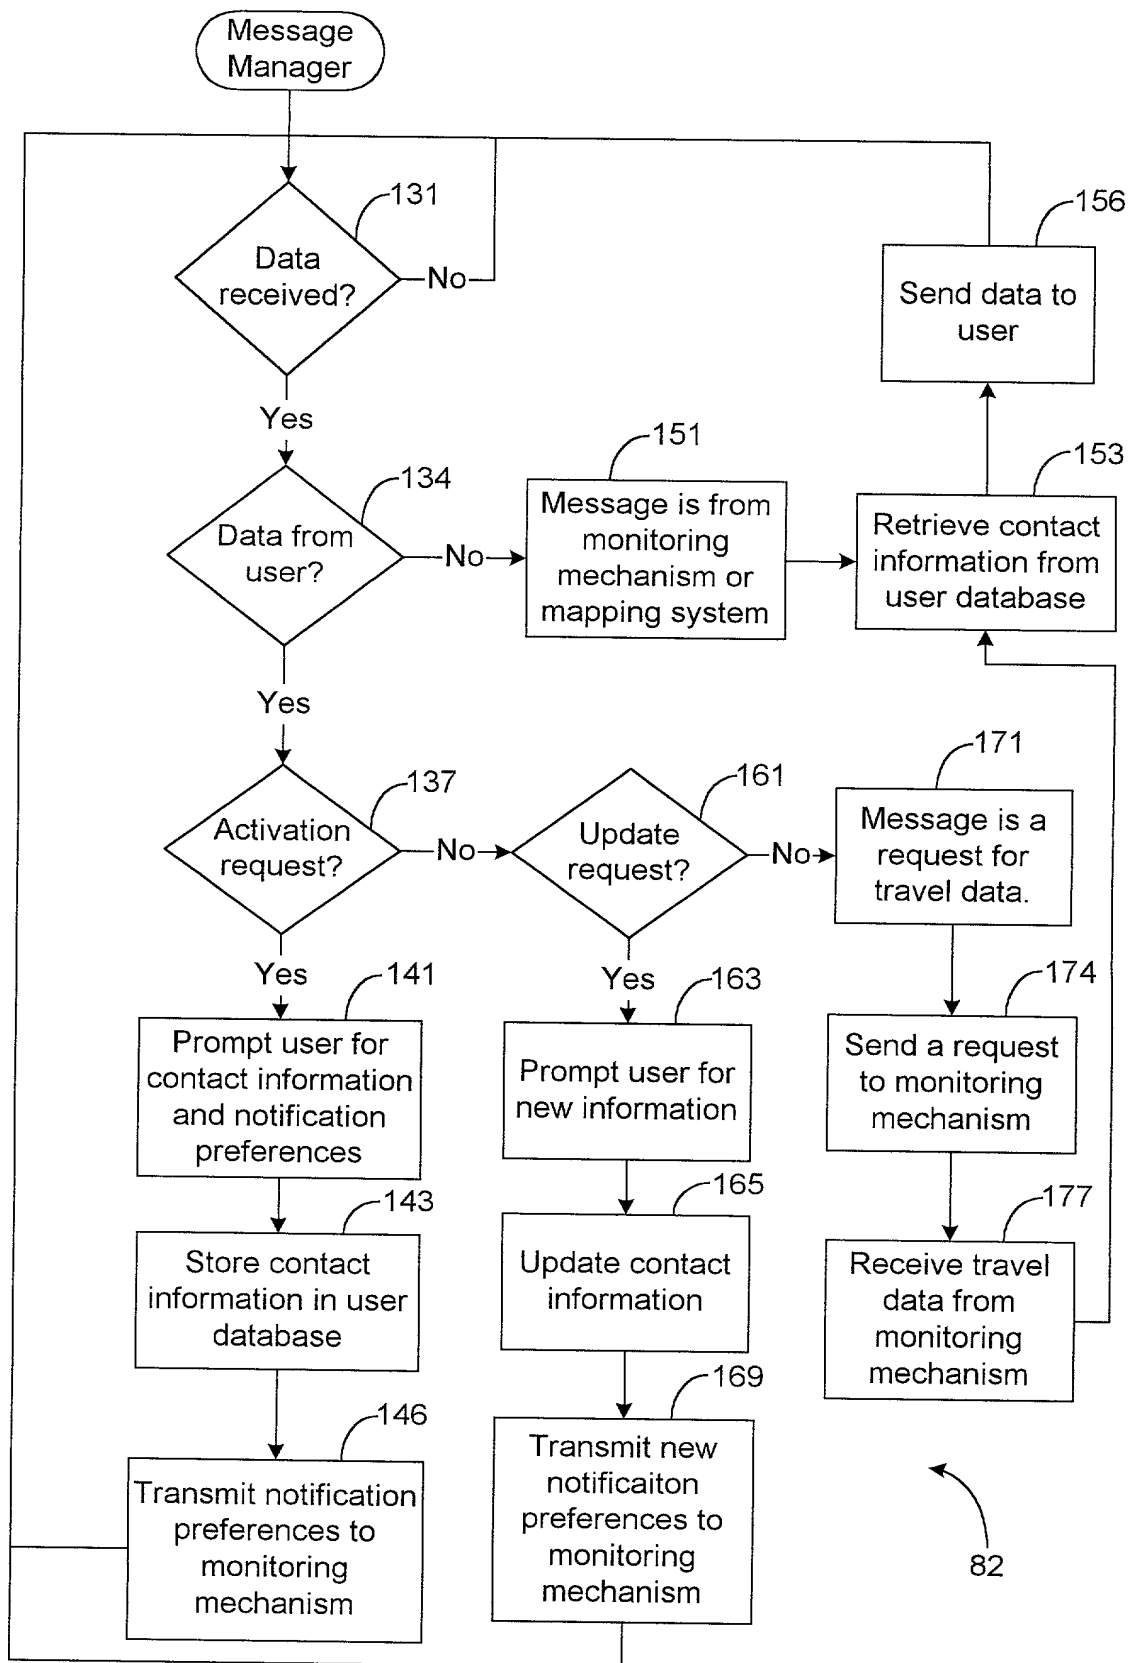 Message
Manager
131
Data
received?
No
156
Send data to
user
Yes
134
Data from
user?
No
151
Message is from
monitoring
mechanism or
mapping system
153
Retrieve contact
information from
user database
Yes
137
Activation
request?
No
161
Update
request?
No
171
Message is a
request for
travel data.
Yes
141
Prompt user for
contact information
and notification
preferences
Yes
163
Prompt user for
new information
174
Send a request
to monitoring
mechanism
143
Store contact
information in user
database
165
Update contact
information
177
Receive travel
data from
monitoring
mechanism
146
Transmit notification
preferences to
monitoring
mechanism
169
Transmit new
notificaiton
preferences to
monitoring
mechanism
82